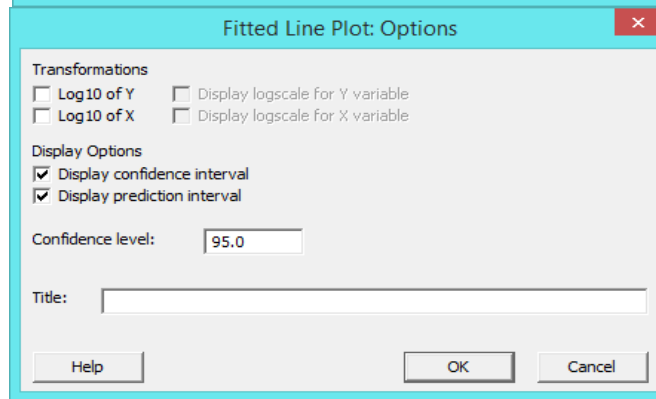 Fitted Line Plot: Options
Transformations
Log10 of Y Display logscale for Y variable
Log10 of X Display logscale for X variable
Display Options
Display confidence interval
Display prediction interval
Confidence level: 95.0
Title:
Help OK Cancel